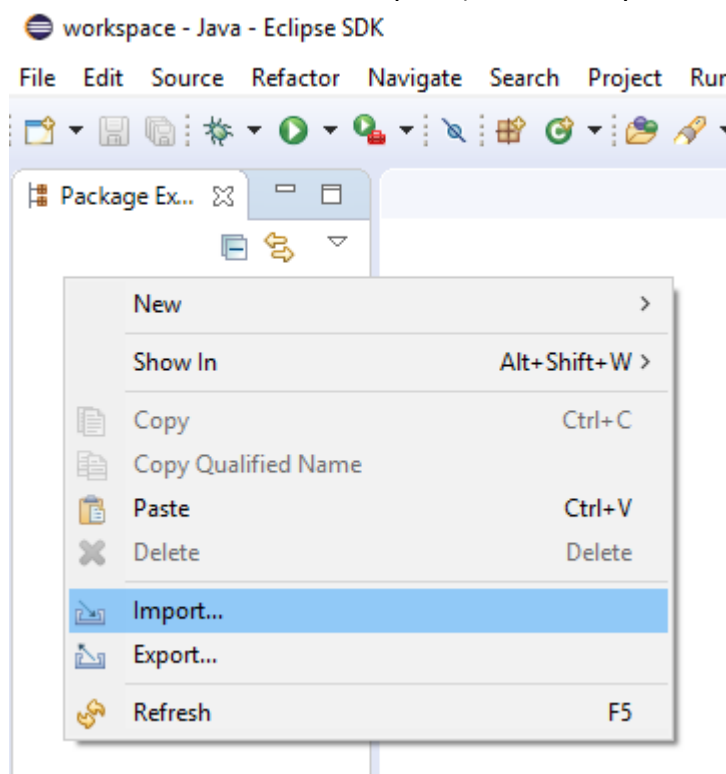 workspace - Java - Eclipse SDK
File Edit Source Refactor Navigate Search Project Run
Package Ex...
New
Show In Alt+Shift+W >
Copy Ctrl+C
Copy Qualified Name
Paste Ctrl+V
Delete Delete
Import...
Export...
Refresh F5